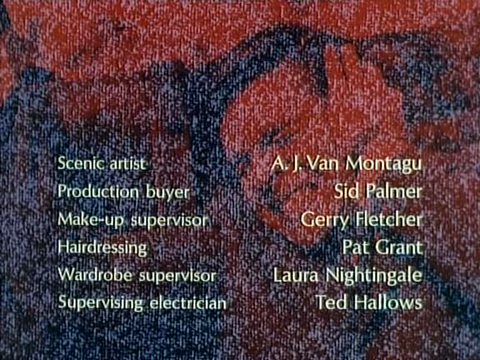 Scenic artist A. J. Van Montagu
Production buyer Sid Palmer
Make-up supervisor Gerry Fletcher
Hairdressing Pat Grant
Wardrobe supervisor Laura Nightingale
Supervising electrician Ted Hallows